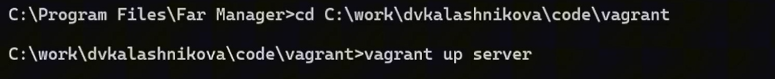 C:\Program Files\Far Manager>cd C:\work\dvkalashnikova\code\vagrant
C:\work\dvkalashnikova\code\vagrant>vagrant up server